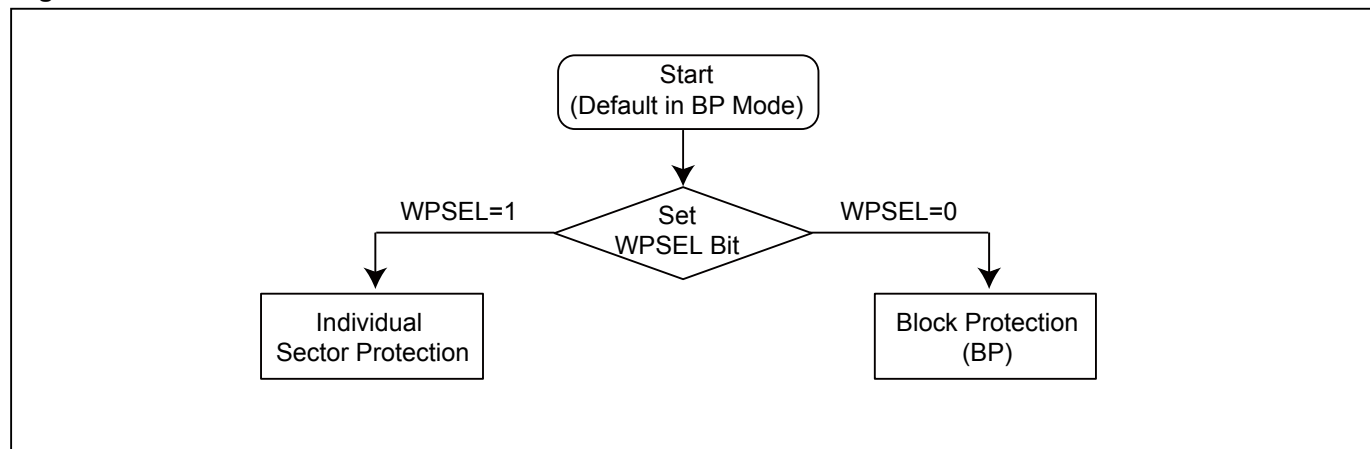 Start
(Default in BP Mode)
WPSEL=1
Set
WPSEL Bit
WPSEL=0
Individual
Sector Protection
Block Protection
(BP)